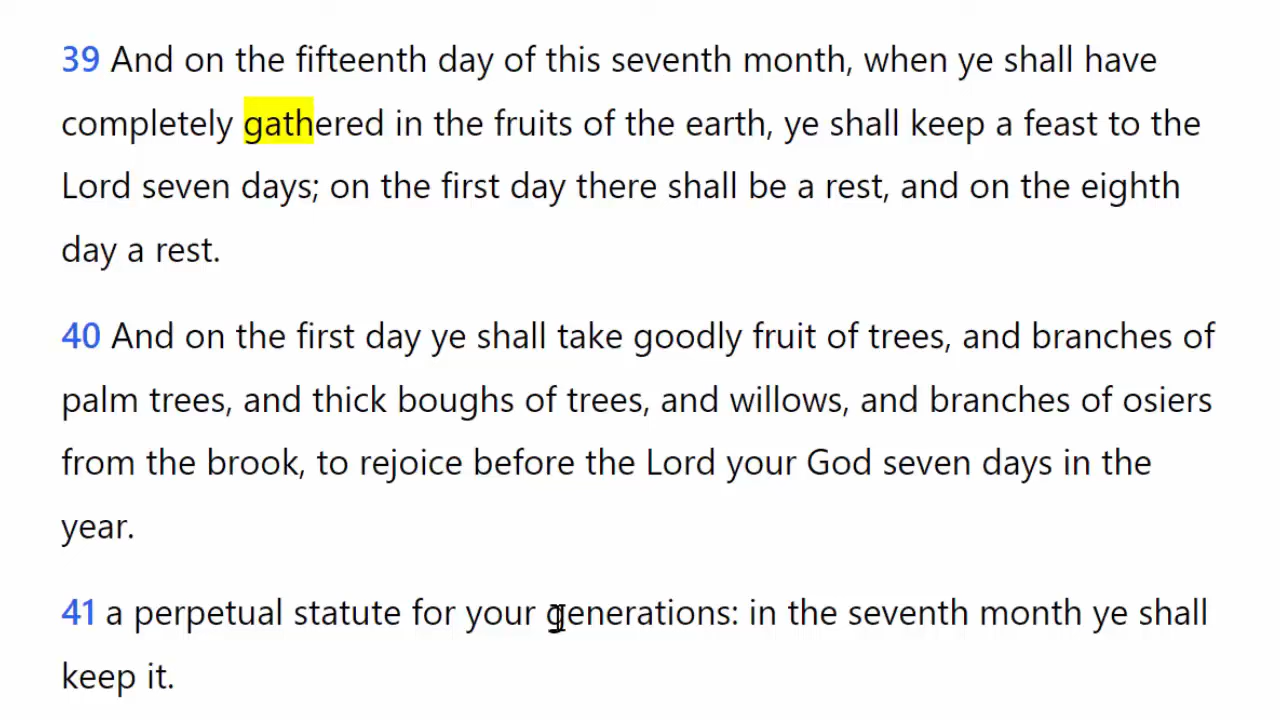 39 And on the fifteenth day of this seventh month, when ye shall have
completely gathered in the fruits of the earth, ye shall keep a feast to the
Lord seven days; on the first day there shall be a rest, and on the eighth
day a rest.
40 And on the first day ye shall take goodly fruit of trees, and branches of
palm trees, and thick boughs of trees, and willows, and branches of osiers
from the brook, to rejoice before the Lord your God seven days in the
year.
41 a perpetual statute for your generations: in the seventh month ye shall
keep it.